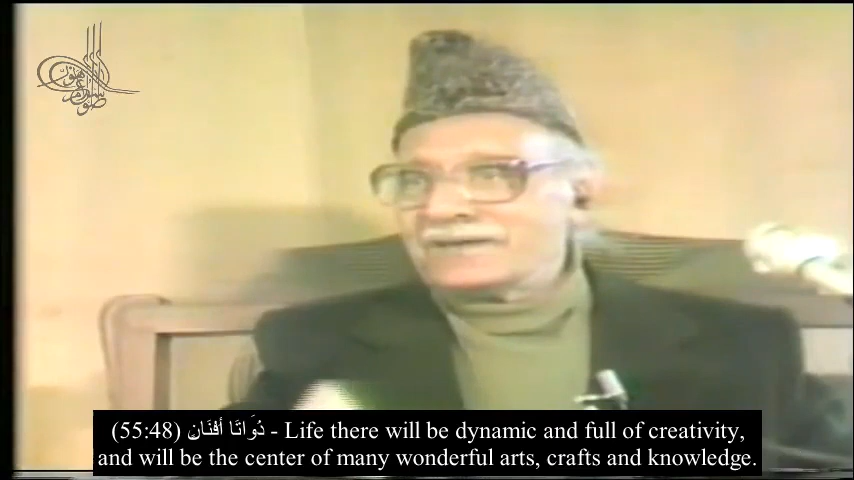 (55:48) ذَوَاتَا أفْنَانٍ - Life there will be dynamic and full of creativity,
and will be the center of many wonderful arts, crafts and knowledge.